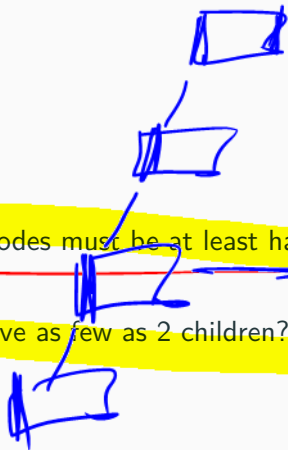 odes must be at least ha
ve as few as 2 children?